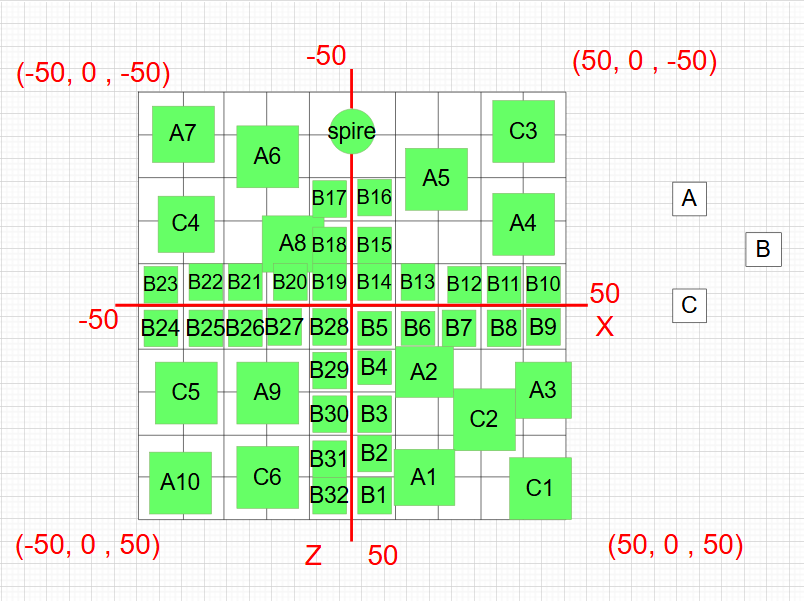 -50
(-50, 0 , -50)
(50, 0 , -50)
A7
spire
C3
A6
A5
B17
B16
A
C4
A8
B18
B15
A4
B
B23
B22
B21
B20
B19
B14
B13
B12
B11
B10
50
C
-50
B24
B25
B26
B27
B28
B5
B6
B7
B8
B9
X
B29
B4
A2
C5
A9
A3
B30
B3
C2
B31
B2
A10
C6
A1
C1
B32
B1
(-50, 0 , 50)
Z
50
(50, 0 , 50)